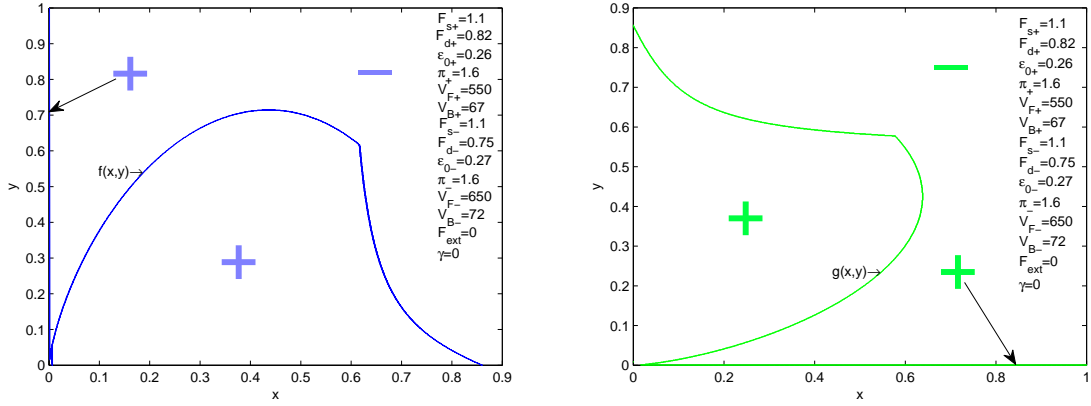 1
0.9
0.8
0.7
0.6
0.5
0.4
0.3
0.2
0.1
0
y
0 0.1 0.2 0.3 0.4 0.5 0.6 0.7 0.8 0.9
x
f(x,y)→
F_{s+}=1.1
F_{d+}=0.82
ε_{0+}=0.26
π_{+}=1.6
V_{F+}=550
V_{B+}=67
F_{s−}=1.1
F_{d−}=0.75
ε_{0−}=0.27
π_{−}=1.6
V_{F−}=650
V_{B−}=72
F_{ext}=0
γ=0
0.9
0.8
0.7
0.6
0.5
0.4
0.3
0.2
0.1
0
y
0 0.2 0.4 0.6 0.8 1
x
g(x,y)→
F_{s+}=1.1
F_{d+}=0.82
ε_{0+}=0.26
π_{+}=1.6
V_{F+}=550
V_{B+}=67
F_{s−}=1.1
F_{d−}=0.75
ε_{0−}=0.27
π_{−}=1.6
V_{F−}=650
V_{B−}=72
F_{ext}=0
γ=0